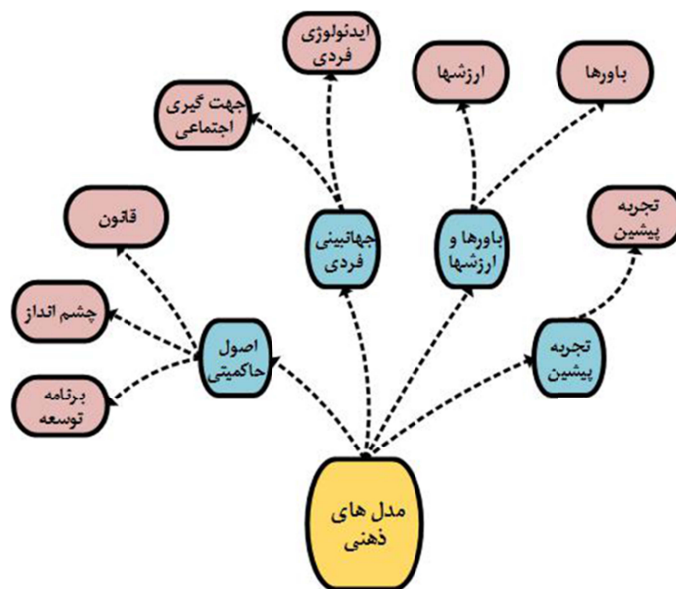 ایدئولوژی
فردی
ارزشها
باورها
جهت گیری
اجتماعی
تجربه
پیشین
قانون
جهانبینی
فردی
باورها و
ارزشها
چشم انداز
اصول
حاکمیتی
تجربه
پیشین
برنامه
توسعه
مدل های
ذهنی